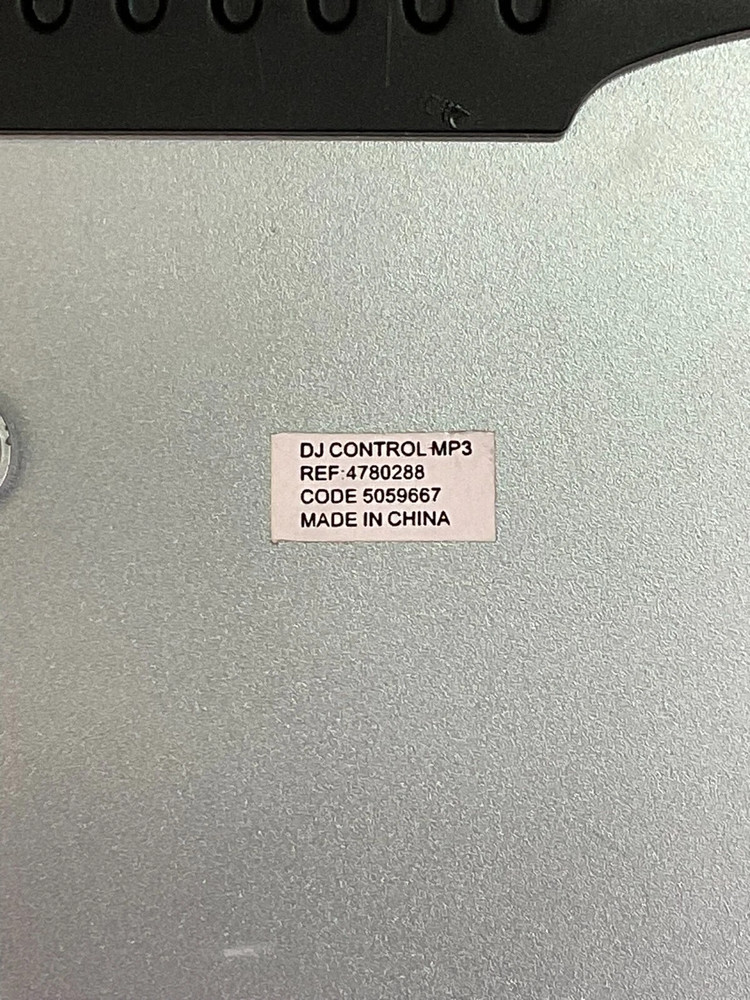 DJ CONTROL-MP3
REF:4780288
CODE 5059667
MADE IN CHINA